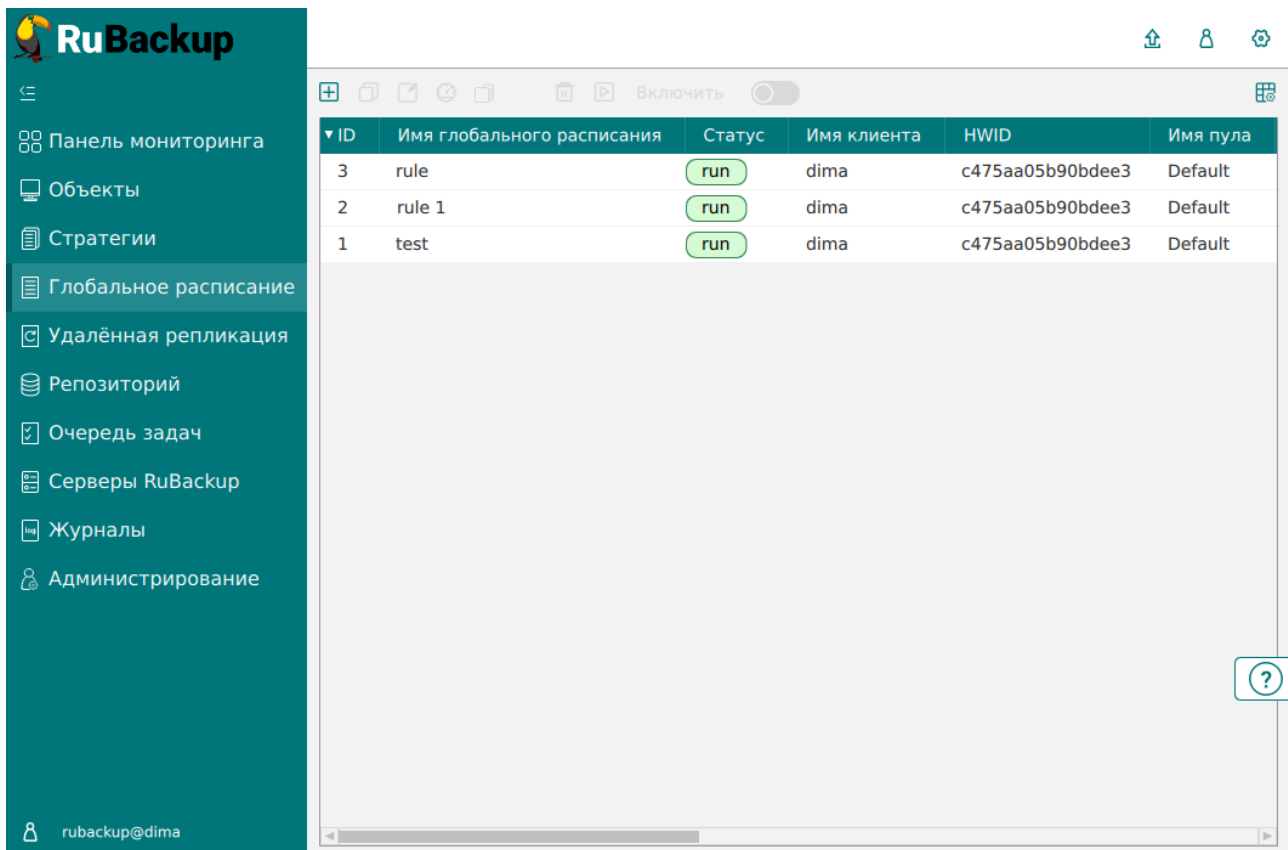 RuBackup
Включить
Панель мониторинга
Объекты
Стратегии
Глобальное расписание
Удалённая репликация
Репозиторий
Очередь задач
Серверы RuBackup
log Журналы
Администрирование
rubackup@dima
▼ID Имя глобального расписания Статус Имя клиента HWID Имя пула
3 rule run dima c475aa05b90bdee3 Default
2 rule 1 run dima c475aa05b90bdee3 Default
1 test run dima c475aa05b90bdee3 Default
?